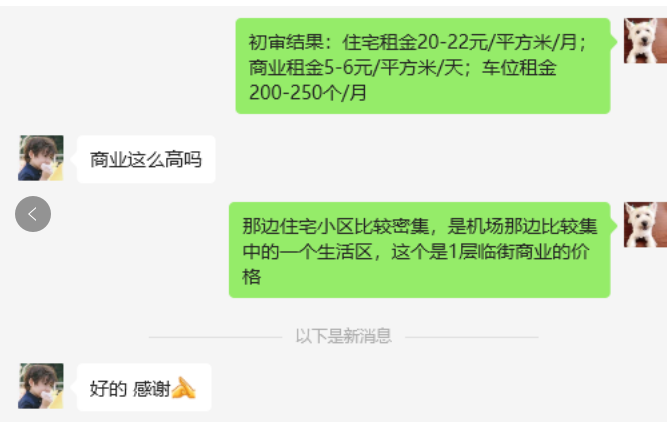 初审结果：住宅租金20-22元/平方米/月；
商业租金5-6元/平方米/天；车位租金
200-250个/月
商业这么高吗
那边住宅小区比较密集，是机场那边比较集
中的一个生活区，这个是1层临街商业的价
格
以下是新消息
好的 感谢